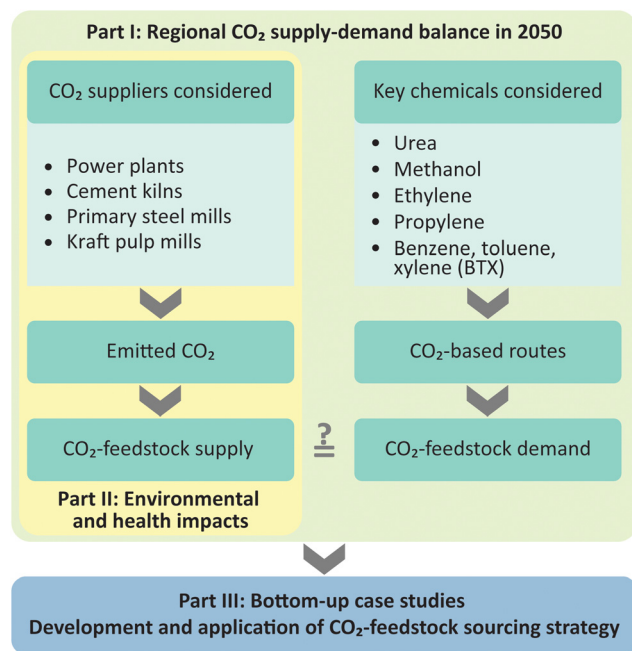 Part I: Regional CO₂ supply-demand balance in 2050
CO₂ suppliers considered
• Power plants
• Cement kilns
• Primary steel mills
• Kraft pulp mills
Emitted CO₂
CO₂-feedstock supply
Part II: Environmental
and health impacts
Key chemicals considered
• Urea
• Methanol
• Ethylene
• Propylene
• Benzene, toluene,
xylene (BTX)
CO₂-based routes
CO₂-feedstock demand
?
=
Part III: Bottom-up case studies
Development and application of CO₂-feedstock sourcing strategy